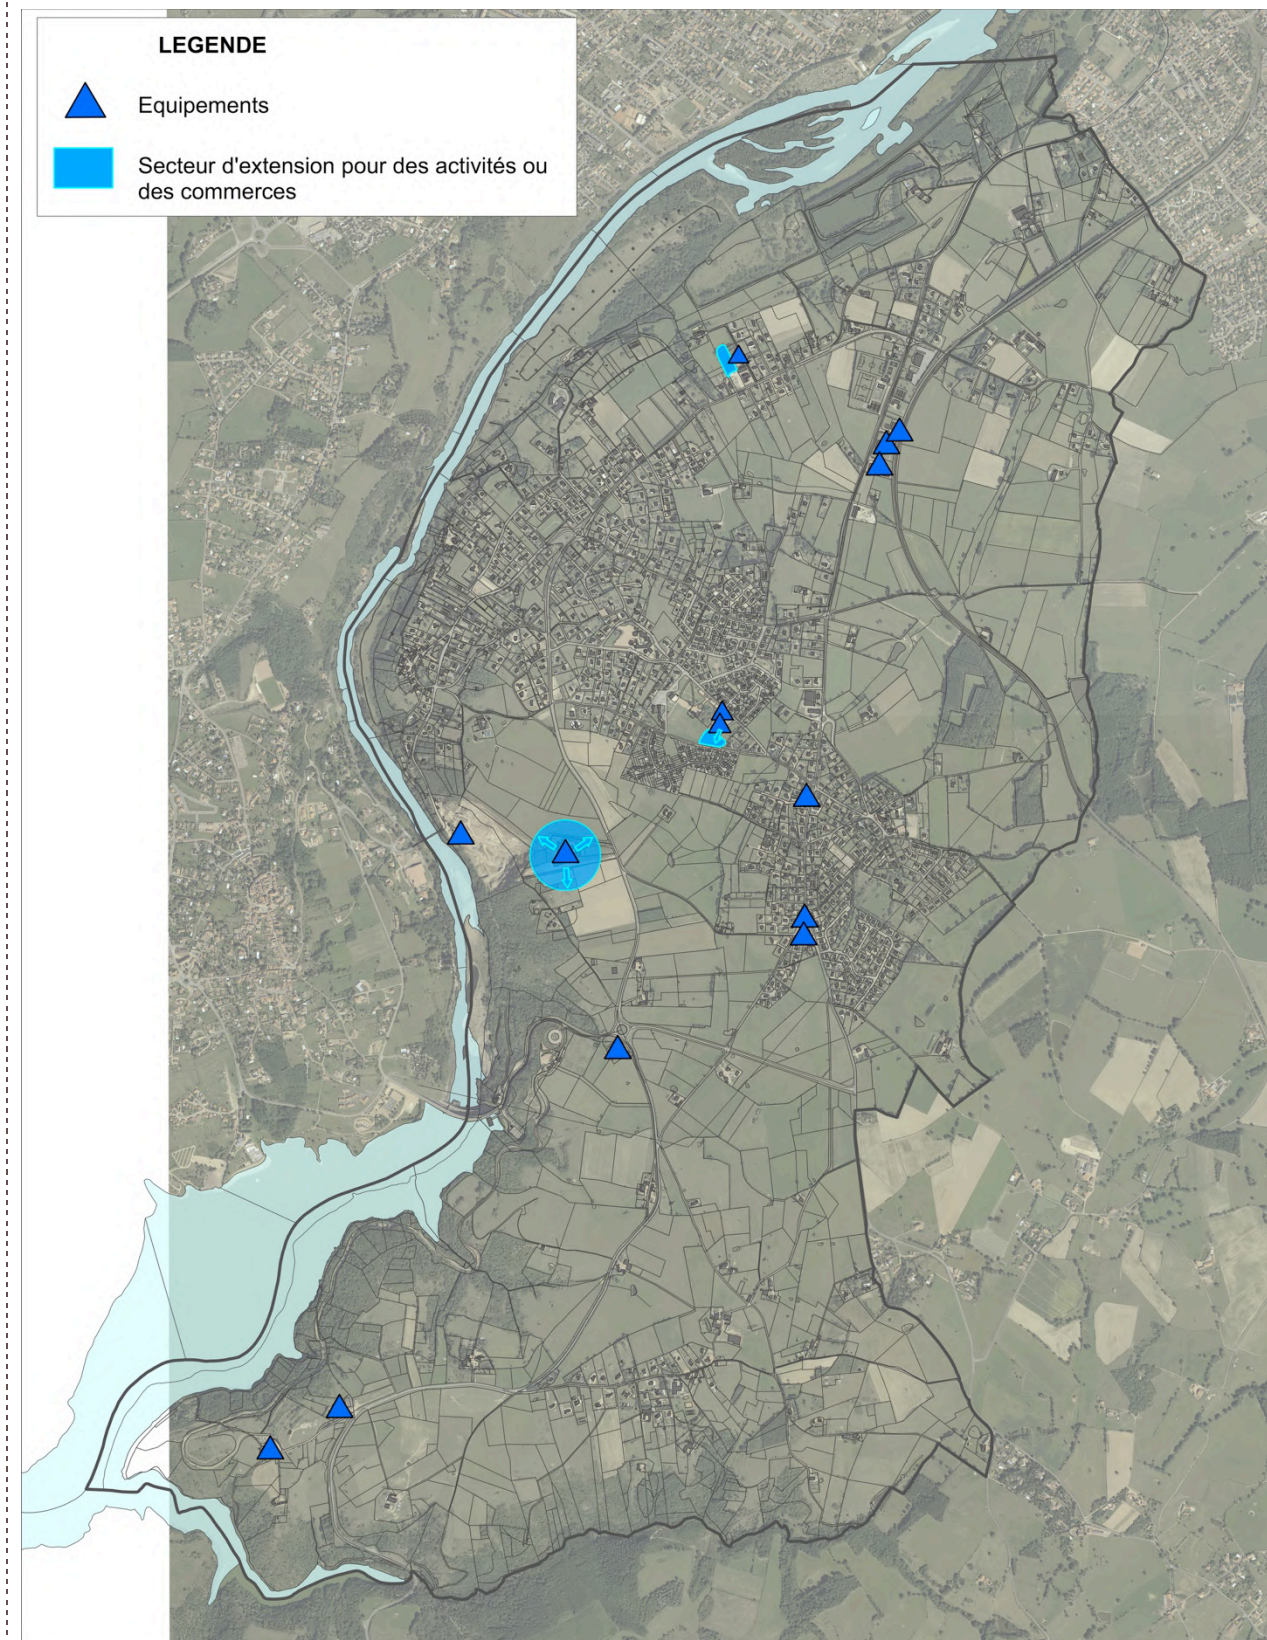 LEGENDE
Equipements
Secteur d'extension pour des activités ou
des commerces